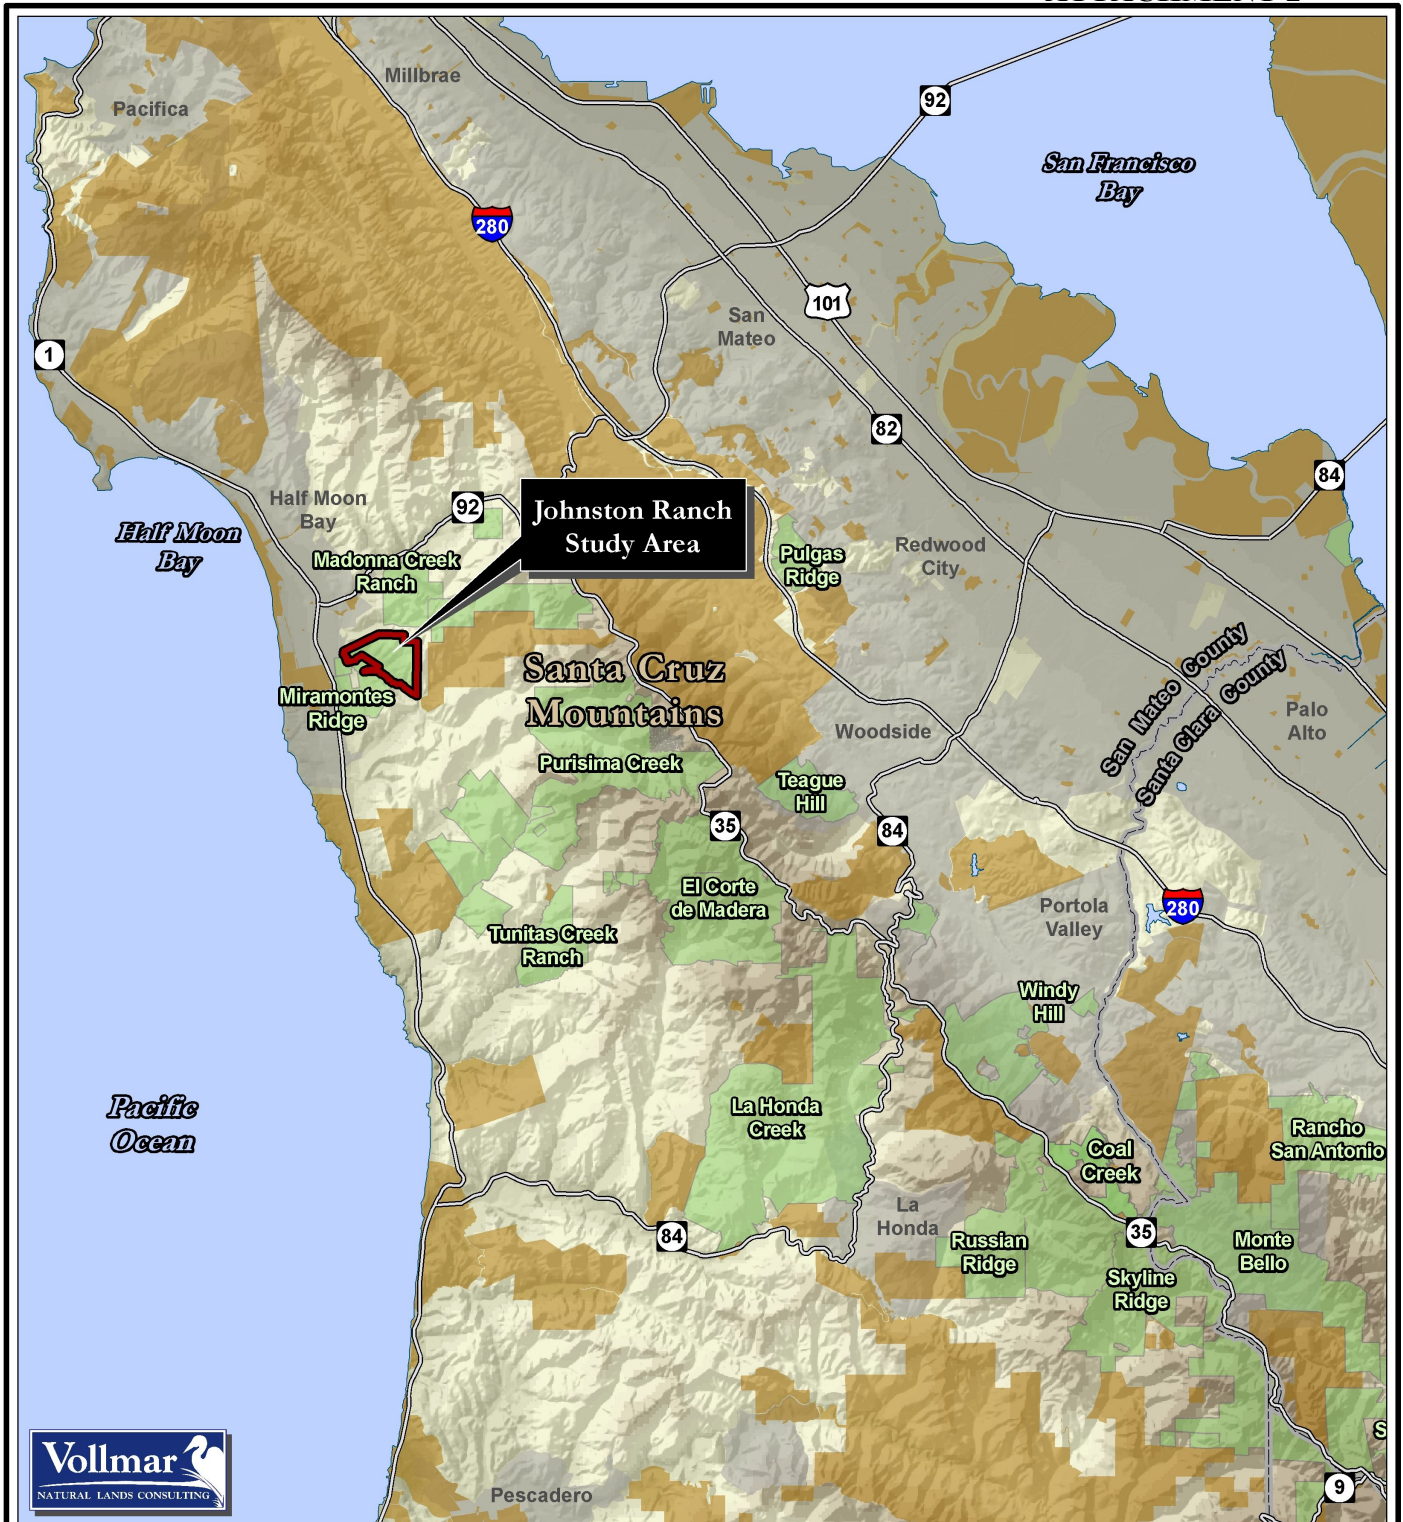 Pacifica
Millbrae
92
San Francisco
Bay
280
101
San
Mateo
1
82
84
Half Moon
Bay
92
Johnston Ranch
Study Area
Half Moon
Bay
Madonna Creek
Ranch
Pulgas
Ridge
Redwood
City
Santa Cruz
Mountains
San Mateo County
Santa Clara County
Miramontes
Ridge
Woodside
Palo
Alto
Purisima Creek
Teague
Hill
35
84
El Corte
de Madera
Portola
Valley
280
Tunitas Creek
Ranch
Windy
Hill
Pacific
Ocean
La Honda
Creek
Coal
Creek
Rancho
San Antonio
La
Honda
84
Russian
Ridge
35
Monte
Bello
Skyline
Ridge
S
Vollmar
NATURAL LANDS CONSULTING
Pescadero
9